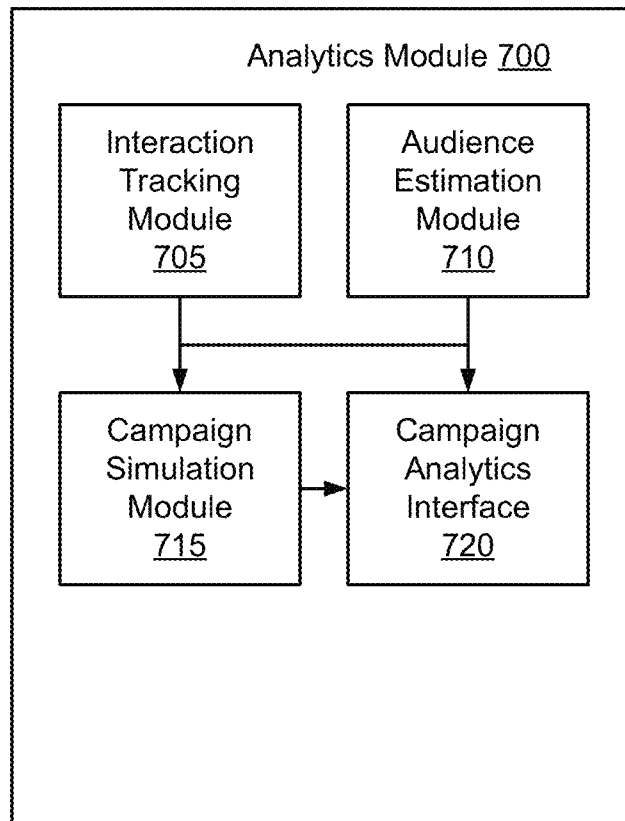 Analytics Module 700
Interaction
Tracking
Module
705
Audience
Estimation
Module
710
Campaign
Simulation
Module
715
Campaign
Analytics
Interface
720